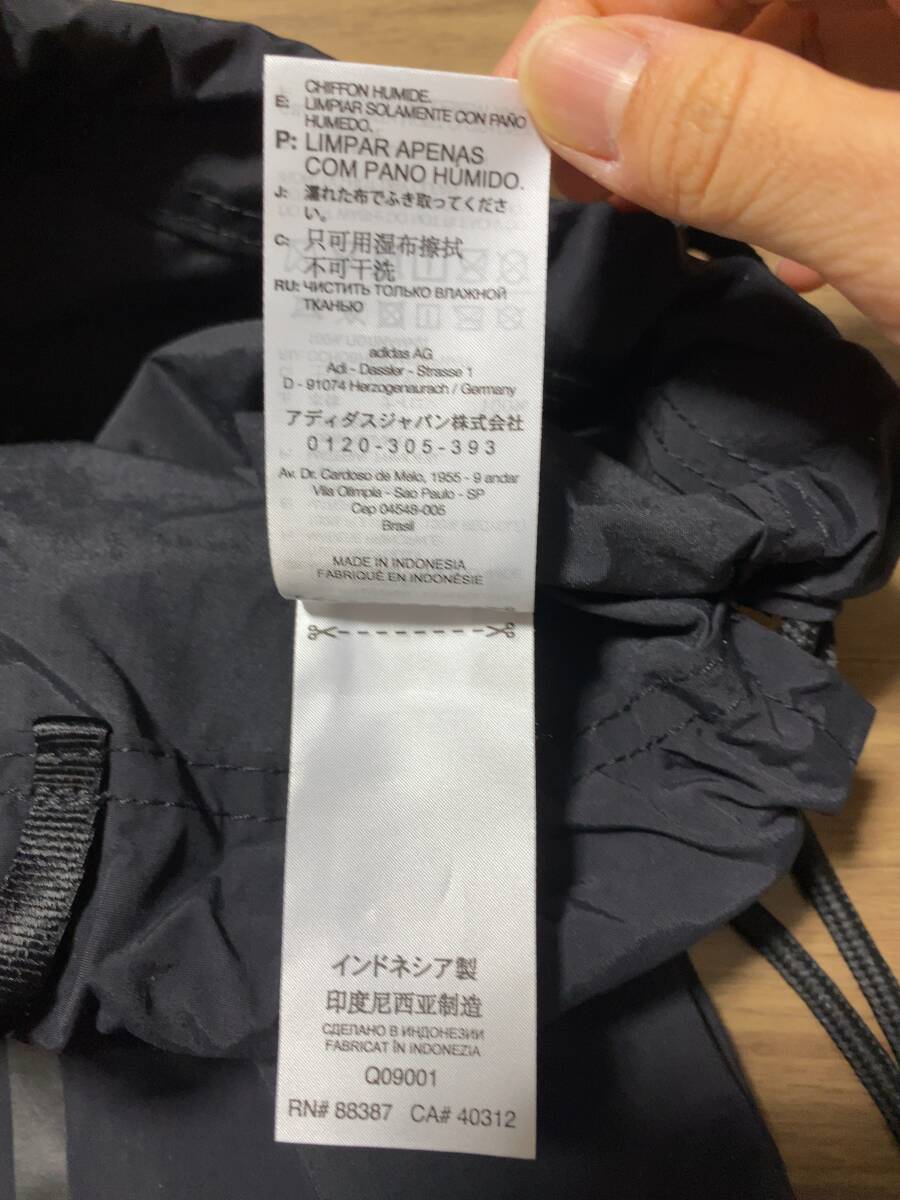 CHIFFON HUMIDE.
E: LIMPIAR SOLAMENTE CON PAÑO
HUMEDO.
P: LIMPAR APENAS
COM PANO HÚMIDO.
J: 濡れた布でふき取ってくださ
い。
C: 只可用湿布擦拭
不可干洗
RU: ЧИСТИТЬ ТОЛЬКО ВЛАЖНОЙ
ТКАНЬЮ
adidas AG
Adi - Dassler - Strasse 1
D - 91074 Herzogenaurach / Germany
アディダスジャパン株式会社
0120-305-393
Av. Dr. Cardoso de Melo, 1955 - 9 andar
Vila Olimpia - Sao Paulo - SP
Cep 04548-005
Brasil
MADE IN INDONESIA
FABRIQUÉ EN INDONÉSIE
インドネシア製
印度尼西亚制造
СДЕЛАНО В ИНДОНЕЗИИ
FABRICAT ÎN INDONEZIA
Q09001
RN# 88387 CA# 40312